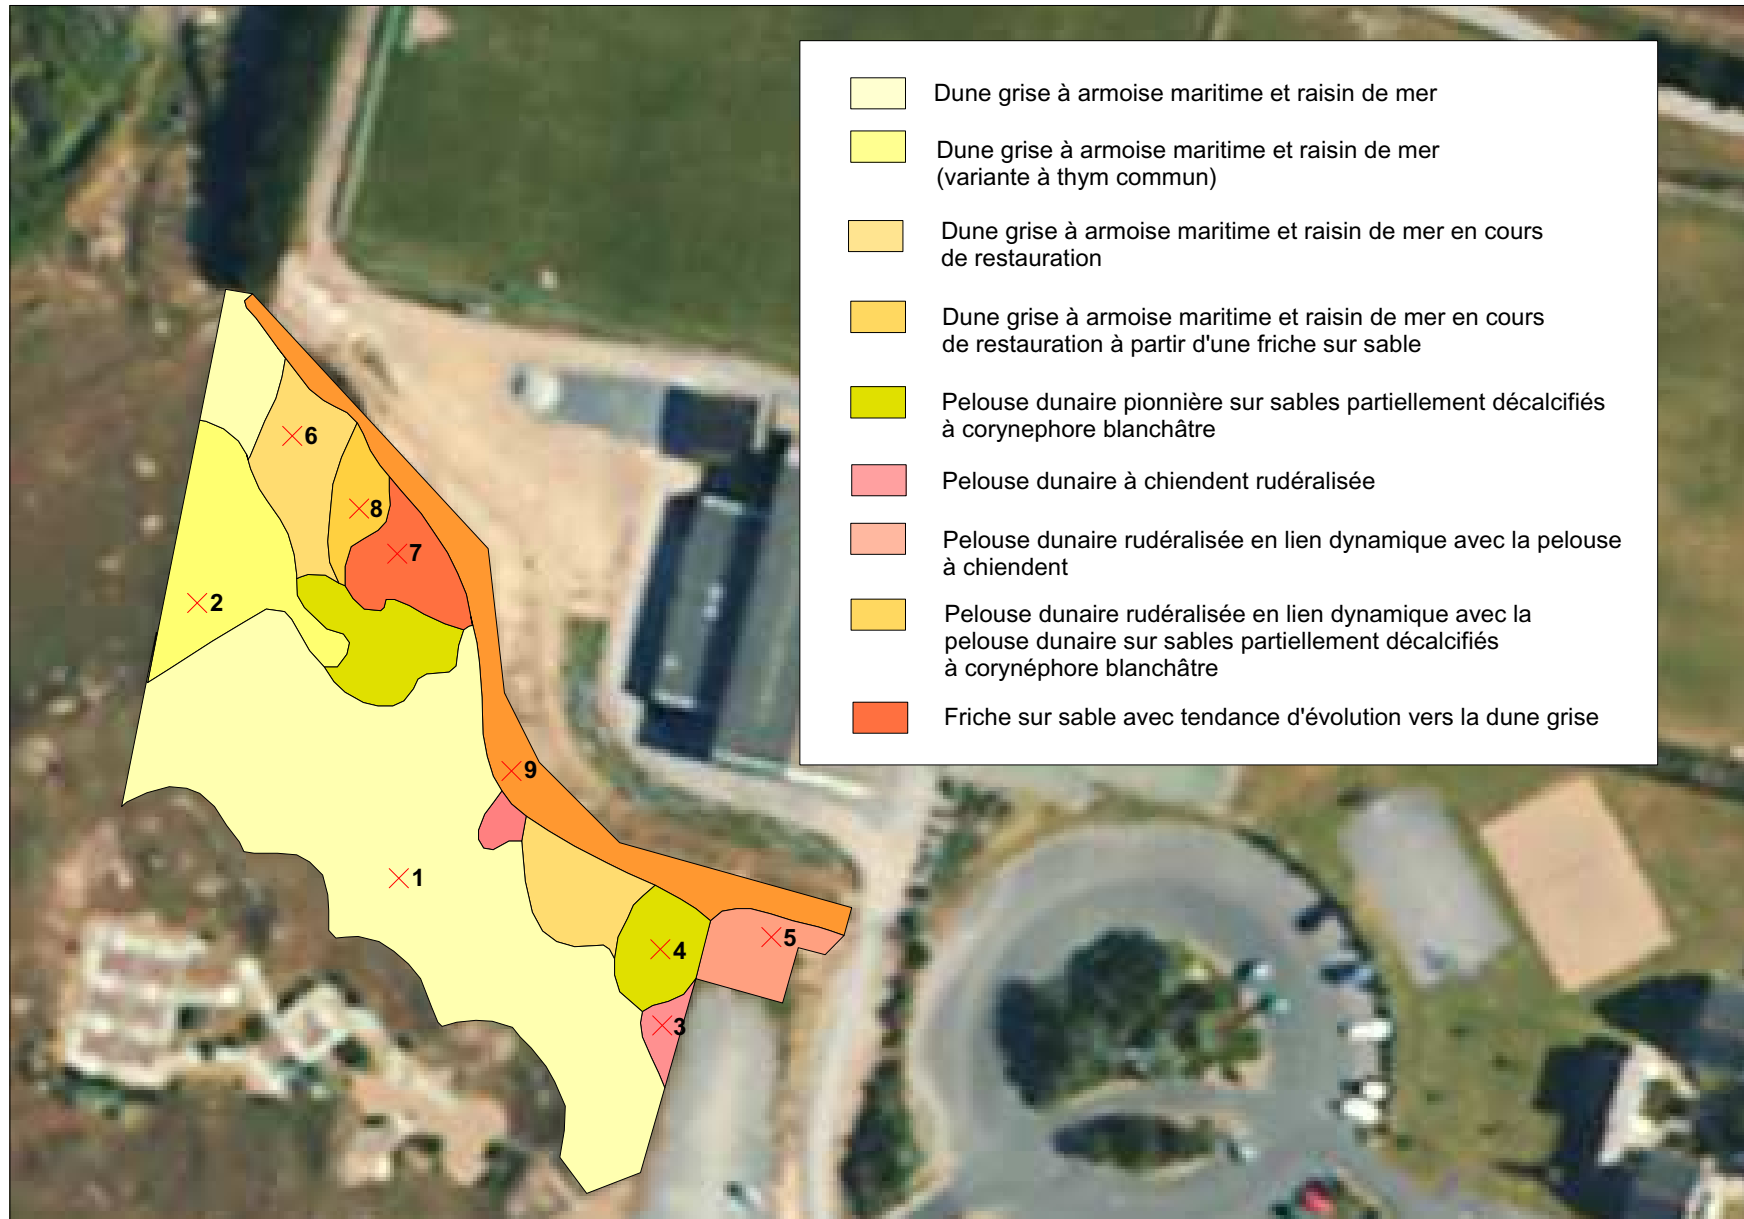 Dune grise à armoise maritime et raisin de mer
Dune grise à armoise maritime et raisin de mer
(variante à thym commun)
Dune grise à armoise maritime et raisin de mer en cours
de restauration
Dune grise à armoise maritime et raisin de mer en cours
de restauration à partir d'une friche sur sable
Pelouse dunaire pionnière sur sables partiellement décalcifiés
à corynephore blanchâtre
Pelouse dunaire à chiendent rudéralisée
Pelouse dunaire rudéralisée en lien dynamique avec la pelouse
à chiendent
Pelouse dunaire rudéralisée en lien dynamique avec la
pelouse dunaire sur sables partiellement décalcifiés
à corynéphore blanchâtre
Friche sur sable avec tendance d'évolution vers la dune grise
6
8
7
2
9
1
5
4
3